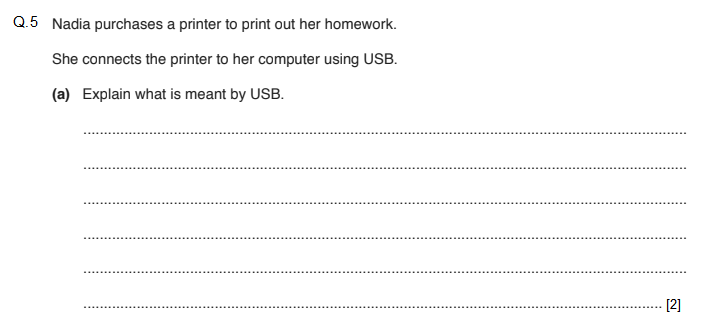 Q.5 Nadia purchases a printer to print out her homework.
She connects the printer to her computer using USB.
(a) Explain what is meant by USB.
[2]